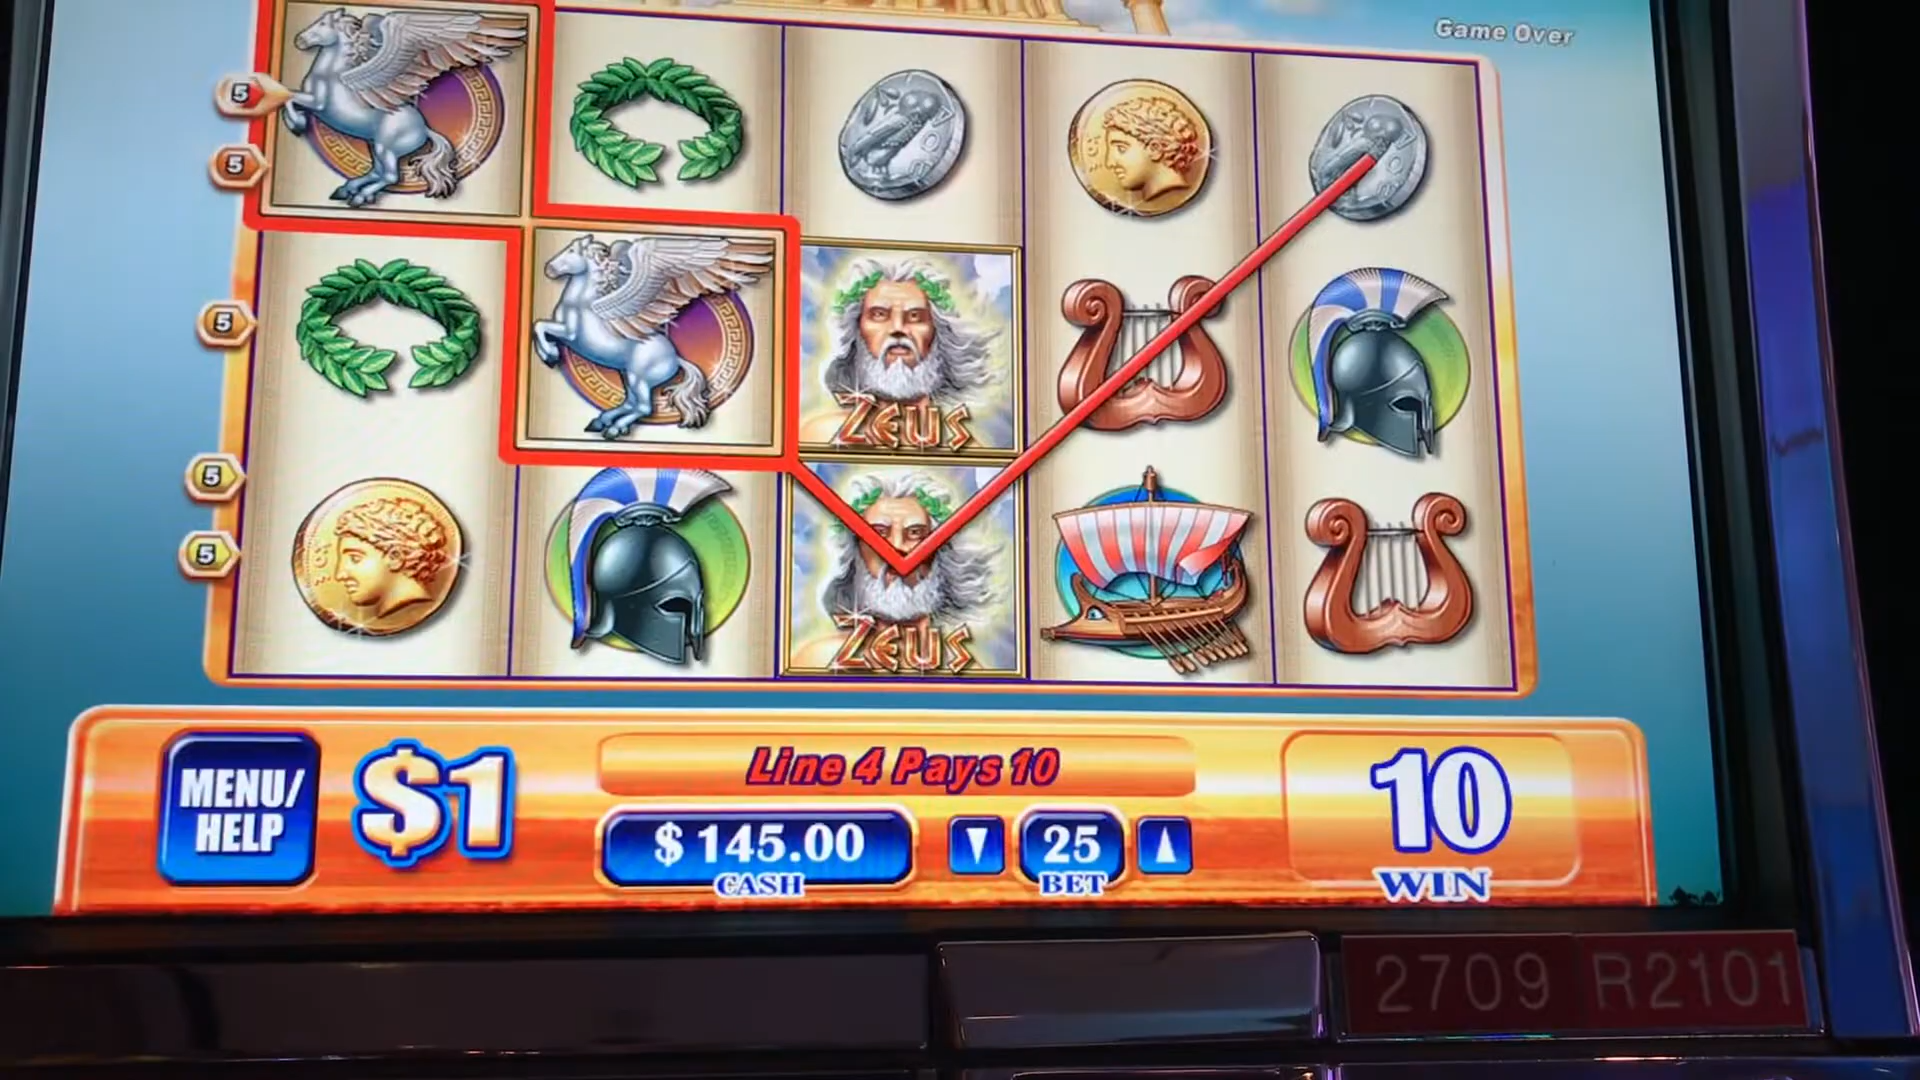 Game Over
5
5
5
ZEUS
5
5
ZEUS
MENU/
HELP
$1
Line 4 Pays 10
$ 145.00
CASH
25
BET
10
WIN
2709 R2101